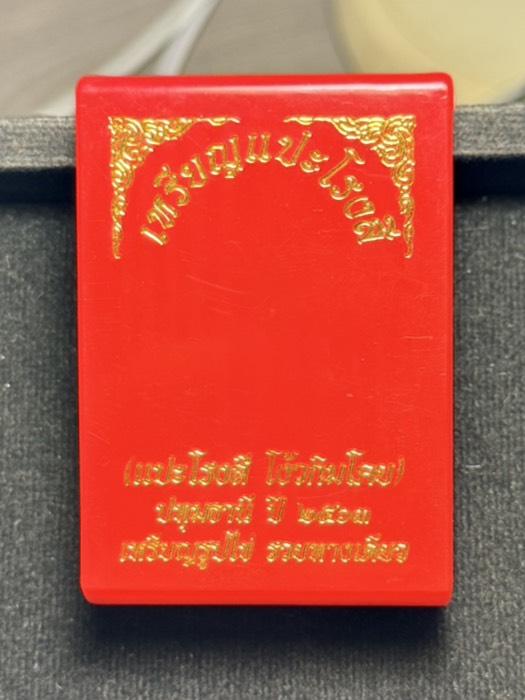 เหรียญแปะโรงสี
(แปะโรงสี โง้วกิมโคย)
ปทุมธานี ปี ๒๕๖๓
เหรียญรูปไข่ รวยทางเดียว